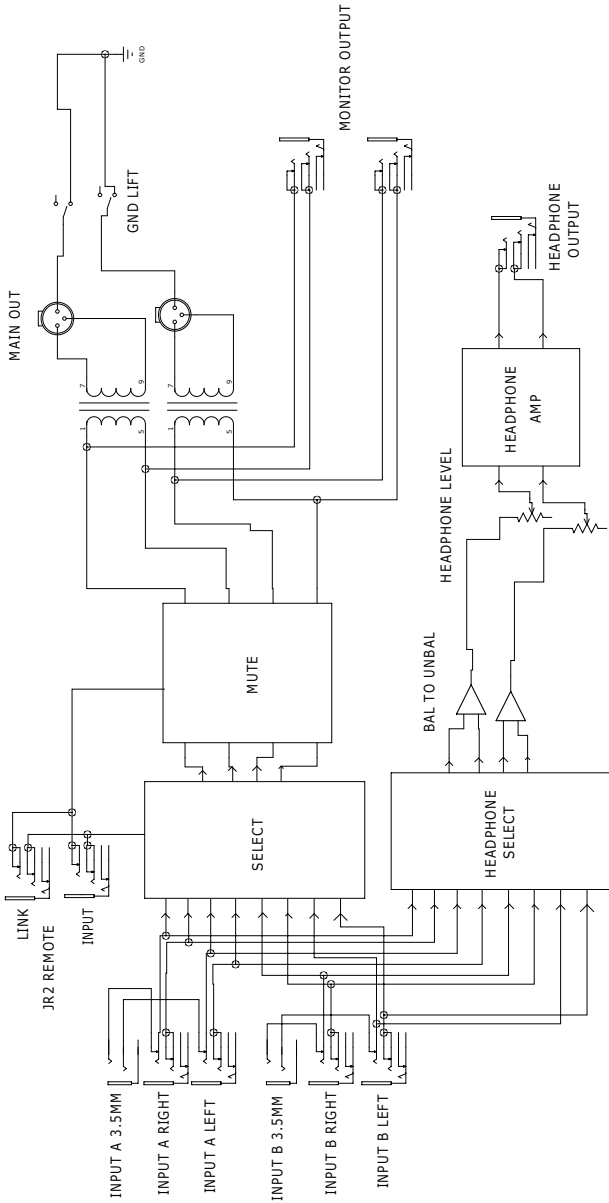 LINK
JR2 REMOTE
INPUT
INPUT A 3.5MM
INPUT A RIGHT
INPUT A LEFT
INPUT B 3.5MM
INPUT B RIGHT
INPUT B LEFT
SELECT
MUTE
HEADPHONE
SELECT
BAL TO UNBAL
HEADPHONE LEVEL
HEADPHONE
AMP
HEADPHONE
OUTPUT
MAIN OUT
1
7
5
9
1
7
5
9
GND LIFT
GND
MONITOR OUTPUT